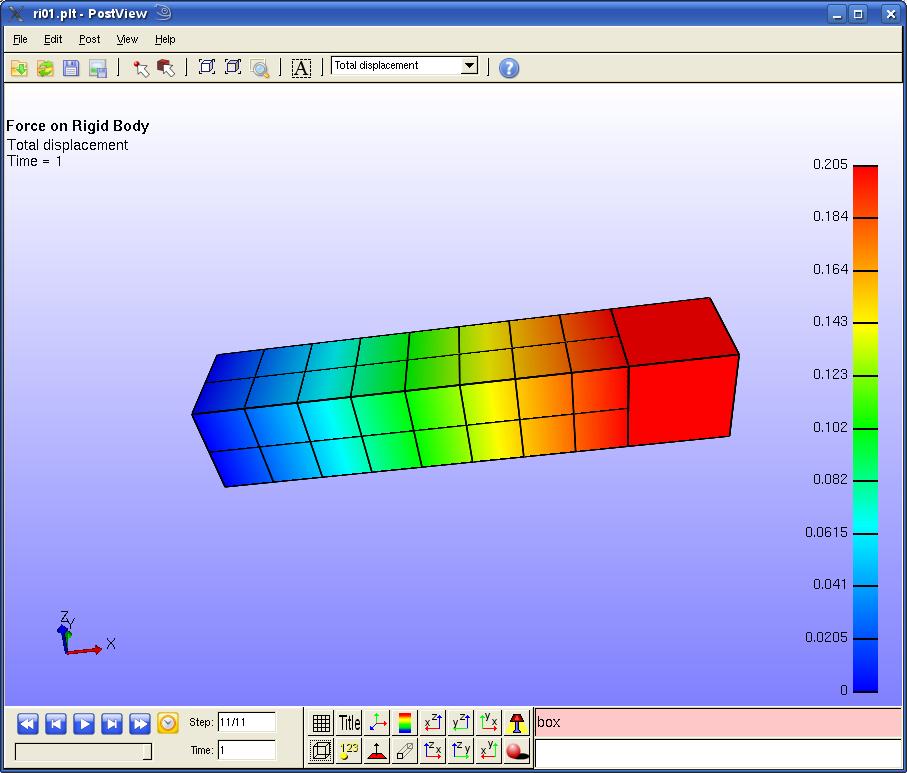 ri01.plt - PostView
File Edit Post View Help
A Total displacement ?
Force on Rigid Body
Total displacement
Time = 1
0.205
0.184
0.164
0.143
0.123
0.102
0.082
0.0615
0.041
0.0205
0
Z
Y
X
Step: 11/11
Title
box
Time: 1
123